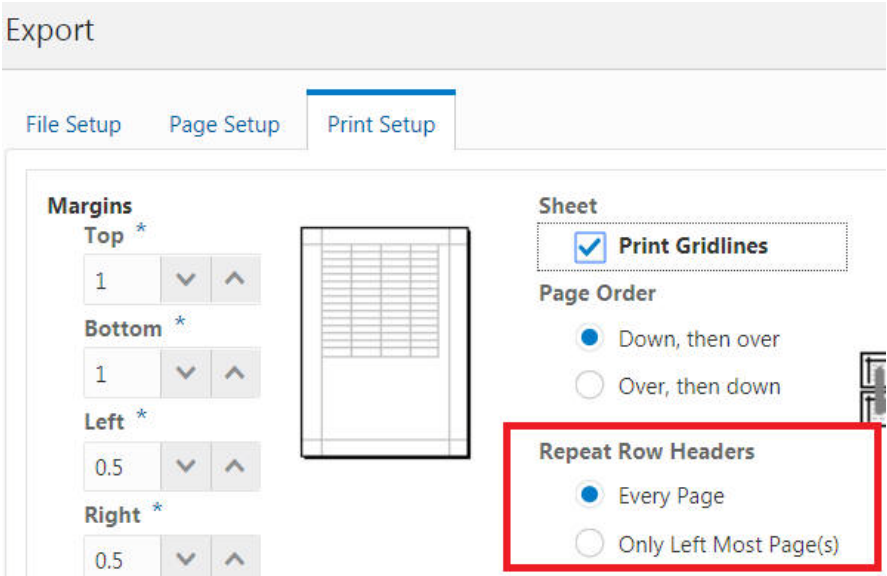 Export
File Setup
Page Setup
Print Setup
Margins
Top *
1
Bottom *
1
Left *
0.5
Right *
0.5
Sheet
Print Gridlines
Page Order
Down, then over
Over, then down
Repeat Row Headers
Every Page
Only Left Most Page(s)